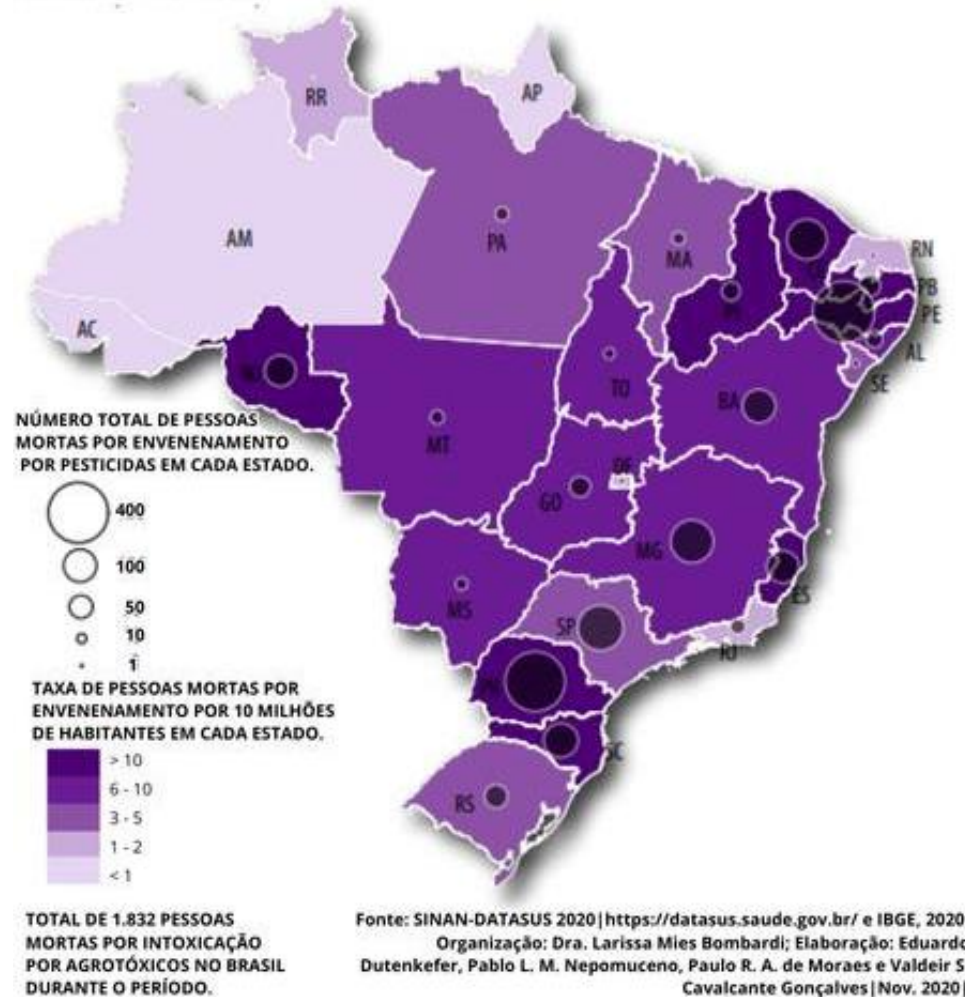 RR
AP
AM
PA
MA
RN
PB
PE
AC
AL
SE
TO
BA
MT
DF
GO
MG
ES
MS
SP
RJ
SC
RS
NÚMERO TOTAL DE PESSOAS
MORTAS POR ENVENENAMENTO
POR PESTICIDAS EM CADA ESTADO.
400
100
50
10
1
TAXA DE PESSOAS MORTAS POR
ENVENENAMENTO POR 10 MILHÕES
DE HABITANTES EM CADA ESTADO.
> 10
6 - 10
3 - 5
1 - 2
< 1
TOTAL DE 1.832 PESSOAS
MORTAS POR INTOXICAÇÃO
POR AGROTÓXICOS NO BRASIL
DURANTE O PERÍODO.
Fonte: SINAN-DATASUS 2020|https://datasus.saude.gov.br/ e IBGE, 2020
Organização: Dra. Larissa Mies Bombardi; Elaboração: Eduardo
Dutenkefer, Pablo L. M. Nepomuceno, Paulo R. A. de Moraes e Valdeir S
Cavalcante Gonçalves|Nov. 2020|